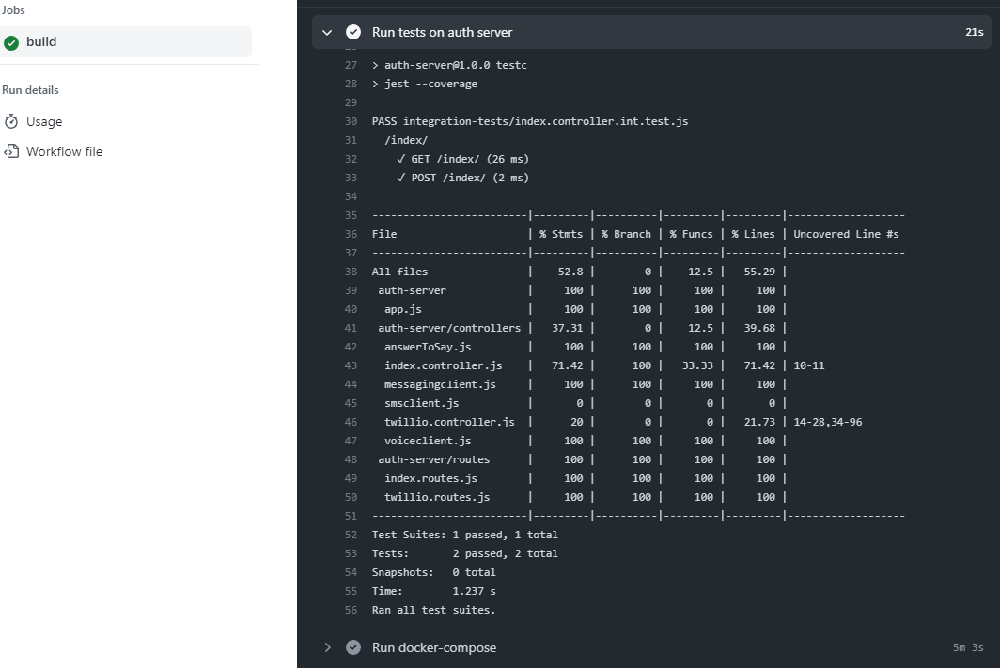 Jobs
build
Run details
Usage
Workflow file
Run tests on auth server 21s
27 > auth-server@1.0.0 testc
28 > jest --coverage
29
30 PASS integration-tests/index.controller.int.test.js
31 /index/
32 ✓ GET /index/ (26 ms)
33 ✓ POST /index/ (2 ms)
34
35 -------------------------|---------|----------|---------|---------|-------------------
36 File | % Stmts | % Branch | % Funcs | % Lines | Uncovered Line #s
37 -------------------------|---------|----------|---------|---------|-------------------
38 All files | 52.8 | 0 | 12.5 | 55.29 |
39 auth-server | 100 | 100 | 100 | 100 |
40 app.js | 100 | 100 | 100 | 100 |
41 auth-server/controllers | 37.31 | 0 | 12.5 | 39.68 |
42 answerToSay.js | 100 | 100 | 100 | 100 |
43 index.controller.js | 71.42 | 100 | 33.33 | 71.42 | 10-11
44 messagingclient.js | 100 | 100 | 100 | 100 |
45 smsclient.js | 0 | 0 | 0 | 0 |
46 twillio.controller.js | 20 | 0 | 0 | 21.73 | 14-28,34-96
47 voiceclient.js | 100 | 100 | 100 | 100 |
48 auth-server/routes | 100 | 100 | 100 | 100 |
49 index.routes.js | 100 | 100 | 100 | 100 |
50 twillio.routes.js | 100 | 100 | 100 | 100 |
51 -------------------------|---------|----------|---------|---------|-------------------
52 Test Suites: 1 passed, 1 total
53 Tests: 2 passed, 2 total
54 Snapshots: 0 total
55 Time: 1.237 s
56 Ran all test suites.
Run docker-compose 5m 3s